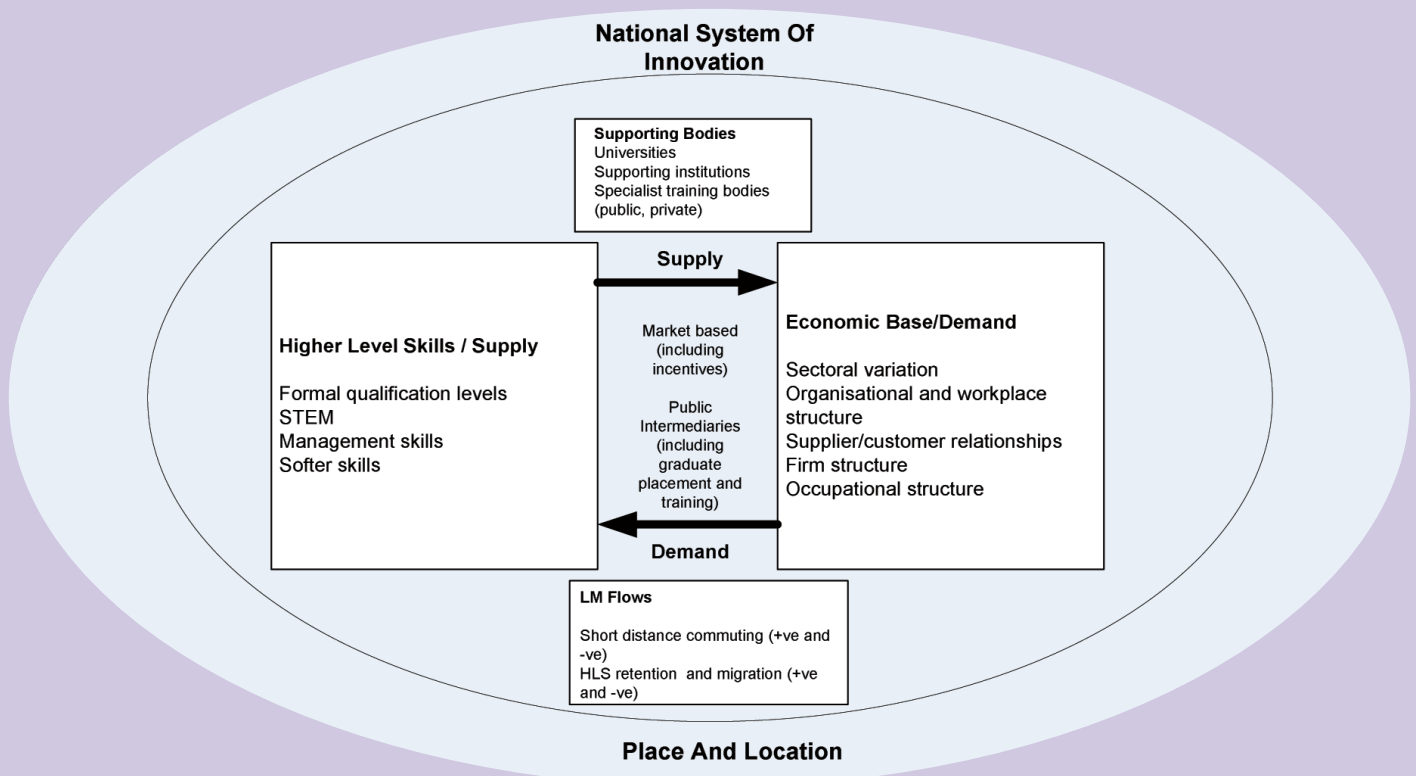 National System Of
Innovation
Supporting Bodies
Universities
Supporting institutions
Specialist training bodies
(public, private)
Supply
Higher Level Skills / Supply
Formal qualification levels
STEM
Management skills
Softer skills
Market based
(including
incentives)
Public
Intermediaries
(including
graduate
placement and
training)
Economic Base/Demand
Sectoral variation
Organisational and workplace
structure
Supplier/customer relationships
Firm structure
Occupational structure
Demand
LM Flows
Short distance commuting (+ve and
-ve)
HLS retention  and migration (+ve
and -ve)
Place And Location